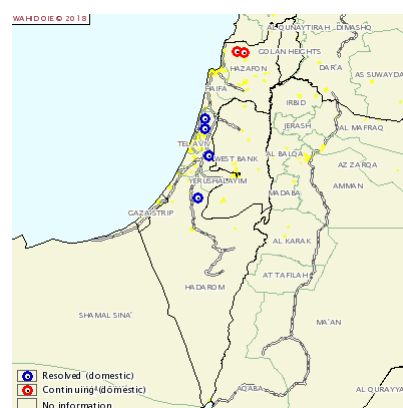 WAHID OIE © 2018
AL QUNAYTIRAH DIMASHQ
GOLAN HEIGHTS
HAZAFON
DAR'A
AS SUWAYDA
HAIFA
IRBID
JERASH
AL MAFRAQ
TEL AVIV
WEST BANK
AL BALQA
AZ ZARQA
YERUSHALAYIM
MADABA
AMMAN
GAZA STRIP
AL KARAK
AT TAFILAH
HADAROM
SHAMAL SINA'
MA'AN
AQABA
AL QURAYYA
Resolved (domestic)
Continuing (domestic)
No information